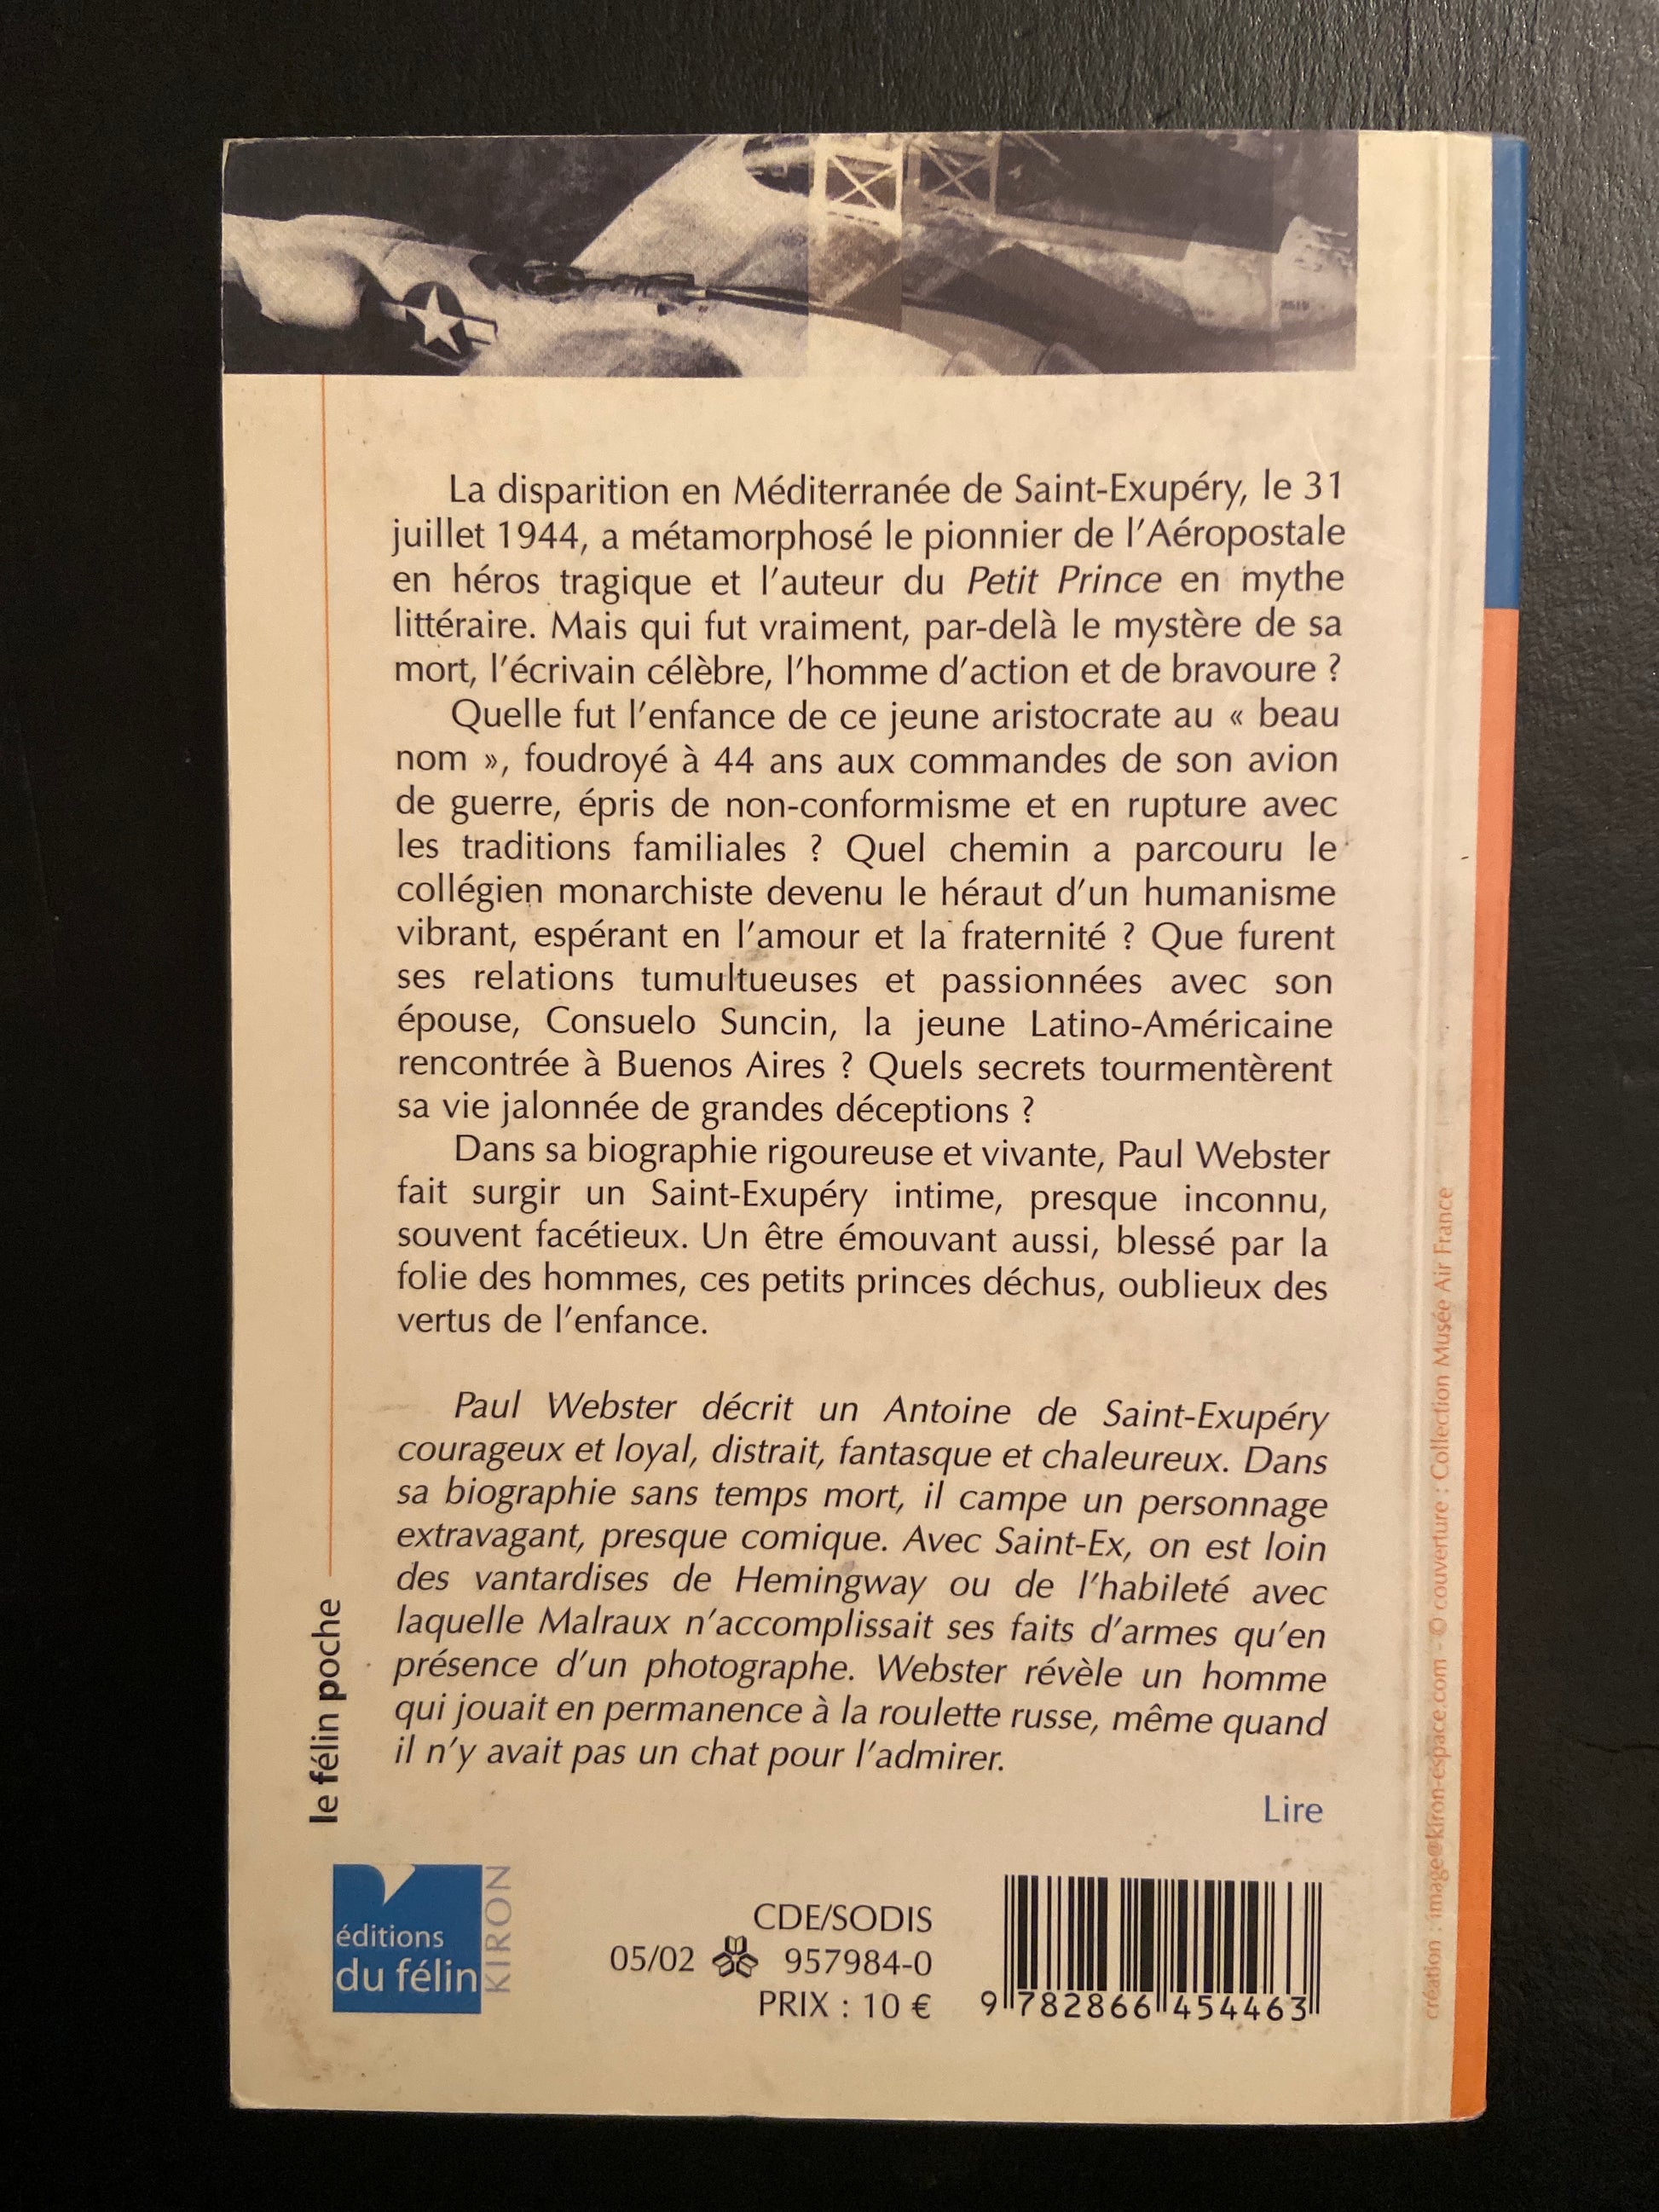 La disparition en Méditerranée de Saint-Exupéry, le 31
juillet 1944, a métamorphosé le pionnier de l'Aéropostale
en héros tragique et l'auteur du Petit Prince en mythe
littéraire. Mais qui fut vraiment, par-delà le mystère de sa
mort, l'écrivain célèbre, l'homme d'action et de bravoure ?
Quelle fut l'enfance de ce jeune aristocrate au « beau
nom », foudroyé à 44 ans aux commandes de son avion
de guerre, épris de non-conformisme et en rupture avec
les traditions familiales ? Quel chemin a parcouru le
collégien monarchiste devenu le héraut d'un humanisme
vibrant, espérant en l'amour et la fraternité ? Que furent
ses relations tumultueuses et passionnées avec son
épouse, Consuelo Suncin, la jeune Latino-Américaine
rencontrée à Buenos Aires ? Quels secrets tourmentèrent
sa vie jalonnée de grandes déceptions ?
Dans sa biographie rigoureuse et vivante, Paul Webster
fait surgir un Saint-Exupéry intime, presque inconnu,
souvent facétieux. Un être émouvant aussi, blessé par la
folie des hommes, ces petits princes déchus, oublieux des
vertus de l'enfance.
Paul Webster décrit un Antoine de Saint-Exupéry
courageux et loyal, distrait, fantasque et chaleureux. Dans
sa biographie sans temps mort, il campe un personnage
extravagant, presque comique. Avec Saint-Ex, on est loin
des vantardises de Hemingway ou de l'habileté avec
laquelle Malraux n'accomplissait ses faits d'armes qu'en
présence d'un photographe. Webster révèle un homme
qui jouait en permanence à la roulette russe, même quand
il n'y avait pas un chat pour l'admirer.
Lire
le félin poche
éditions
du félin
KIRON
CDE/SODIS
05/02 957984-0
PRIX : 10 €
9 782866 454463
création : image@kiron-espace.com - © couverture : Collection Musée Air France